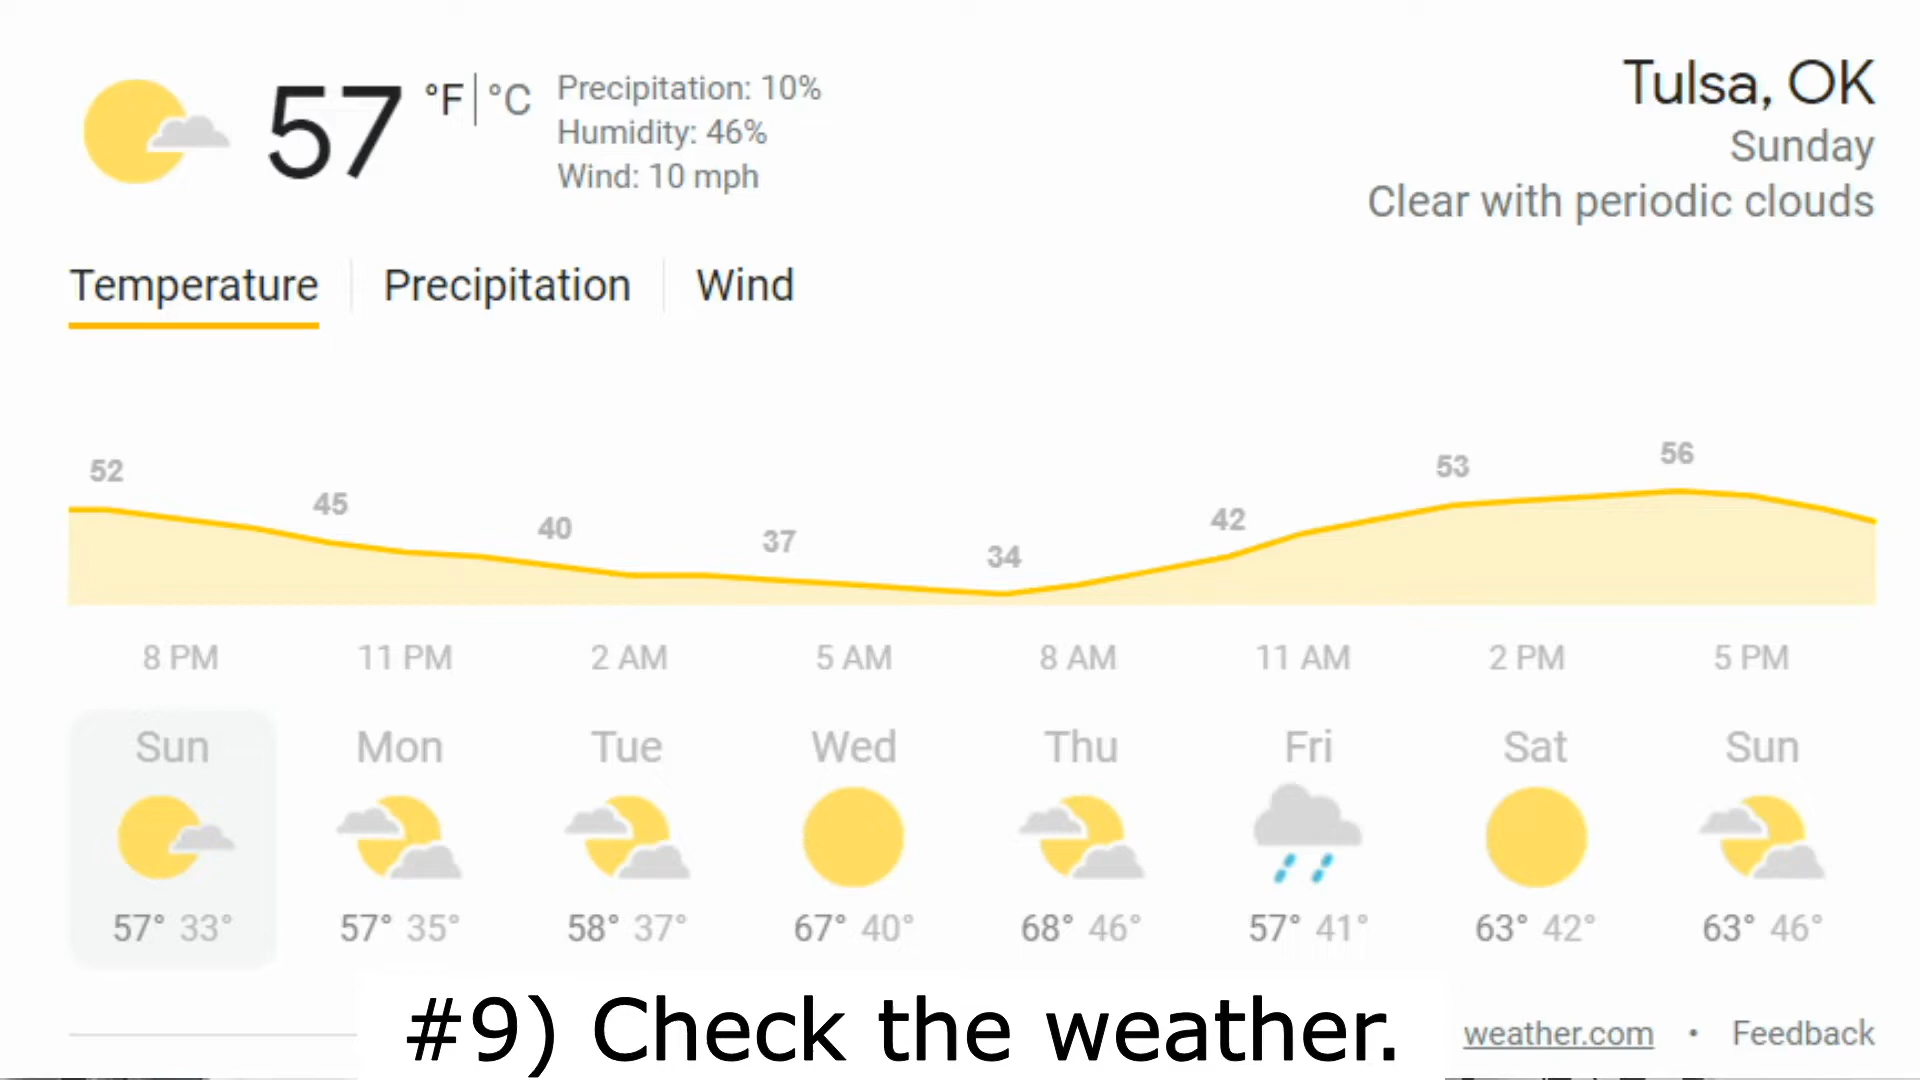 57 °F | °C
Precipitation: 10%
Humidity: 46%
Wind: 10 mph
Tulsa, OK
Sunday
Clear with periodic clouds
Temperature Precipitation Wind
52 45 40 37 34 42 53 56
8 PM 11 PM 2 AM 5 AM 8 AM 11 AM 2 PM 5 PM
Sun Mon Tue Wed Thu Fri Sat Sun
57° 33° 57° 35° 58° 37° 67° 40° 68° 46° 57° 41° 63° 42° 63° 46°
#9) Check the weather.
weather.com • Feedback